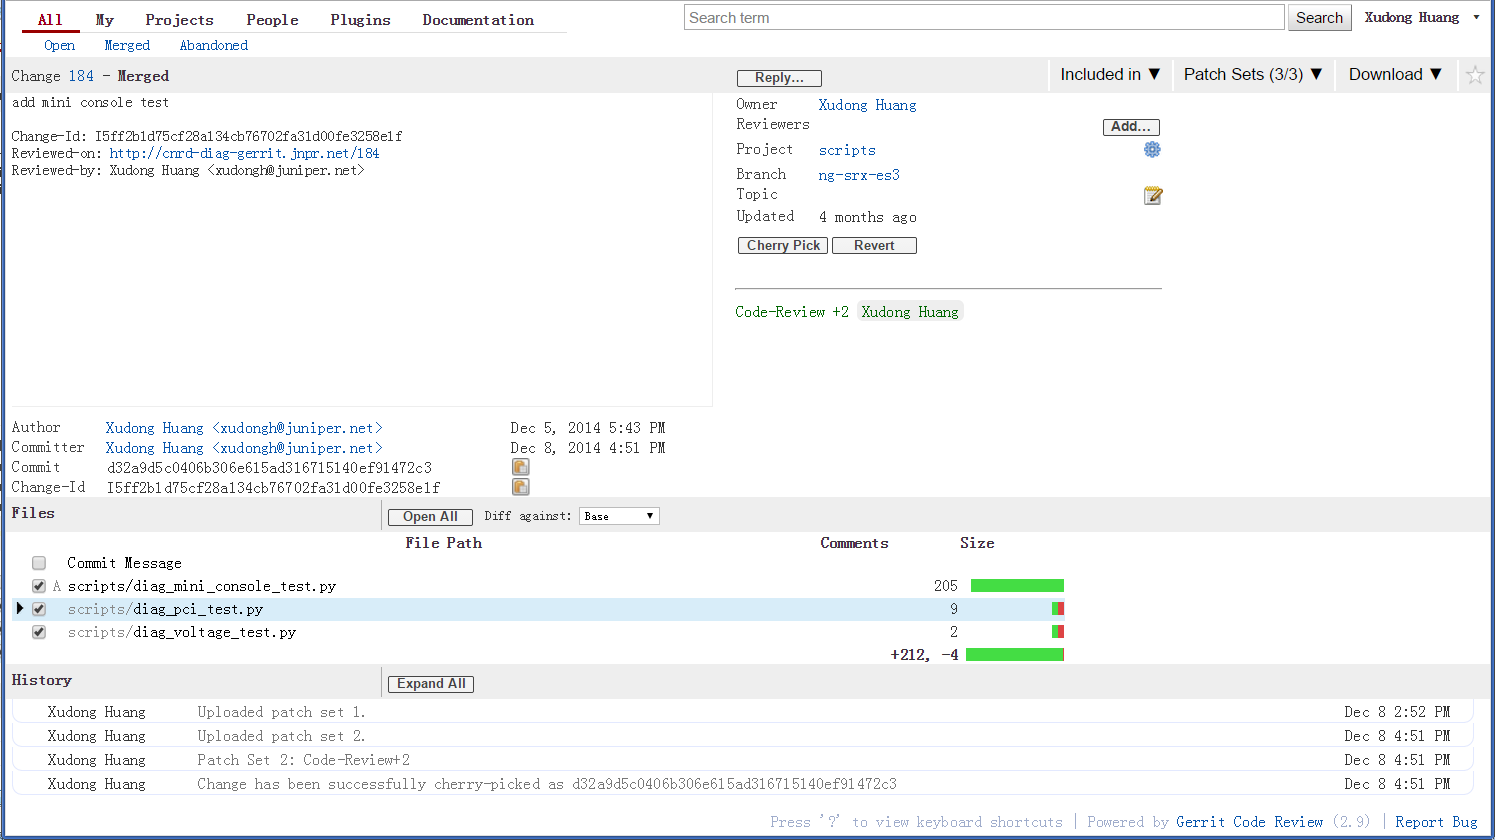 All My Projects People Plugins Documentation Search term Search Xudong Huang ▼
Open Merged Abandoned
Change 184 - Merged Reply... Included in ▼ Patch Sets (3/3) ▼ Download ▼
add mini console test
Change-Id: I5ff2b1d75cf28a134cb76702fa31d00fe3258e1f
Reviewed-on: http://cnrd-diag-gerrit.jnpr.net/184
Reviewed-by: Xudong Huang <xudongh@juniper.net>
Owner Xudong Huang
Reviewers Add...
Project scripts
Branch ng-srx-es3
Topic
Updated 4 months ago
Cherry Pick Revert
Code-Review +2 Xudong Huang
Author Xudong Huang <xudongh@juniper.net> Dec 5, 2014 5:43 PM
Committer Xudong Huang <xudongh@juniper.net> Dec 8, 2014 4:51 PM
Commit d32a9d5c0406b306e615ad316715140ef91472c3
Change-Id I5ff2b1d75cf28a134cb76702fa31d00fe3258e1f
Files Open All Diff against: Base ▼
File Path Comments Size
Commit Message
A scripts/diag_mini_console_test.py 205
scripts/diag_pci_test.py 9
scripts/diag_voltage_test.py 2
+212, -4
History Expand All
Xudong Huang Uploaded patch set 1. Dec 8 2:52 PM
Xudong Huang Uploaded patch set 2. Dec 8 4:51 PM
Xudong Huang Patch Set 2: Code-Review+2 Dec 8 4:51 PM
Xudong Huang Change has been successfully cherry-picked as d32a9d5c0406b306e615ad316715140ef91472c3 Dec 8 4:51 PM
Press '?' to view keyboard shortcuts | Powered by Gerrit Code Review (2.9) | Report Bug